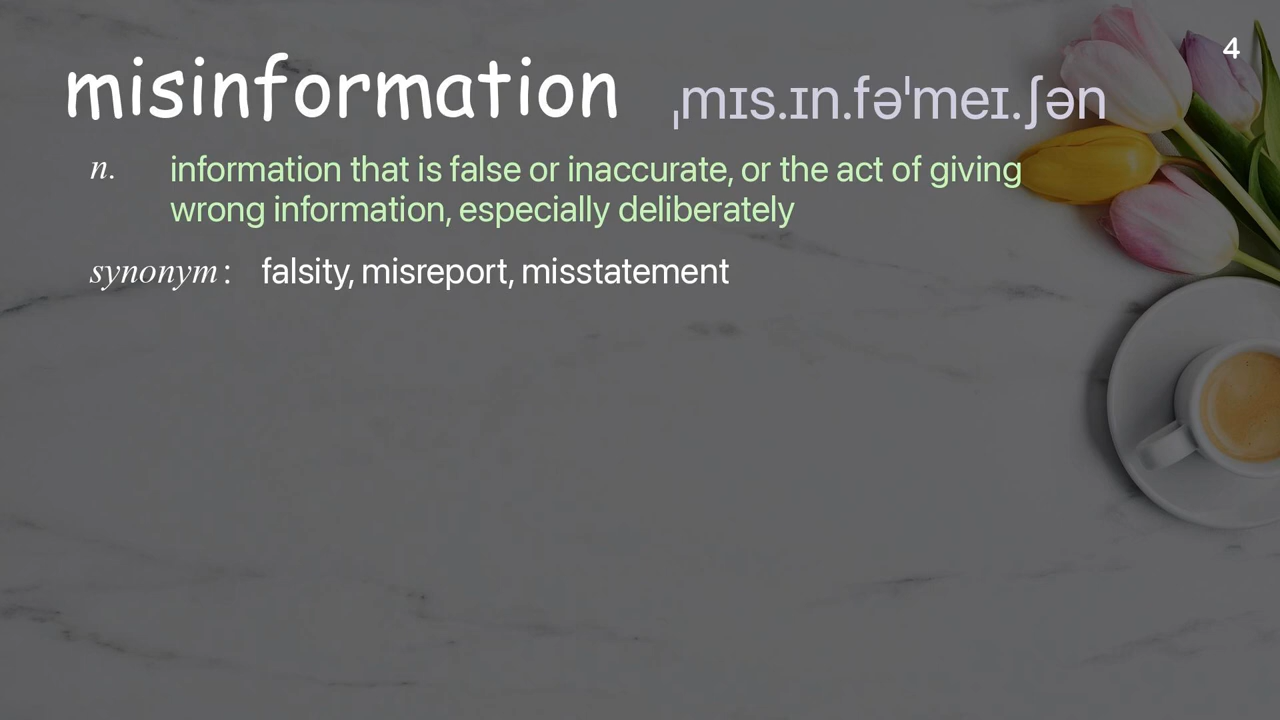 4
misinformation ˌmɪs.ɪn.fəˈmeɪ.ʃən
n. information that is false or inaccurate, or the act of giving
wrong information, especially deliberately
synonym: falsity, misreport, misstatement